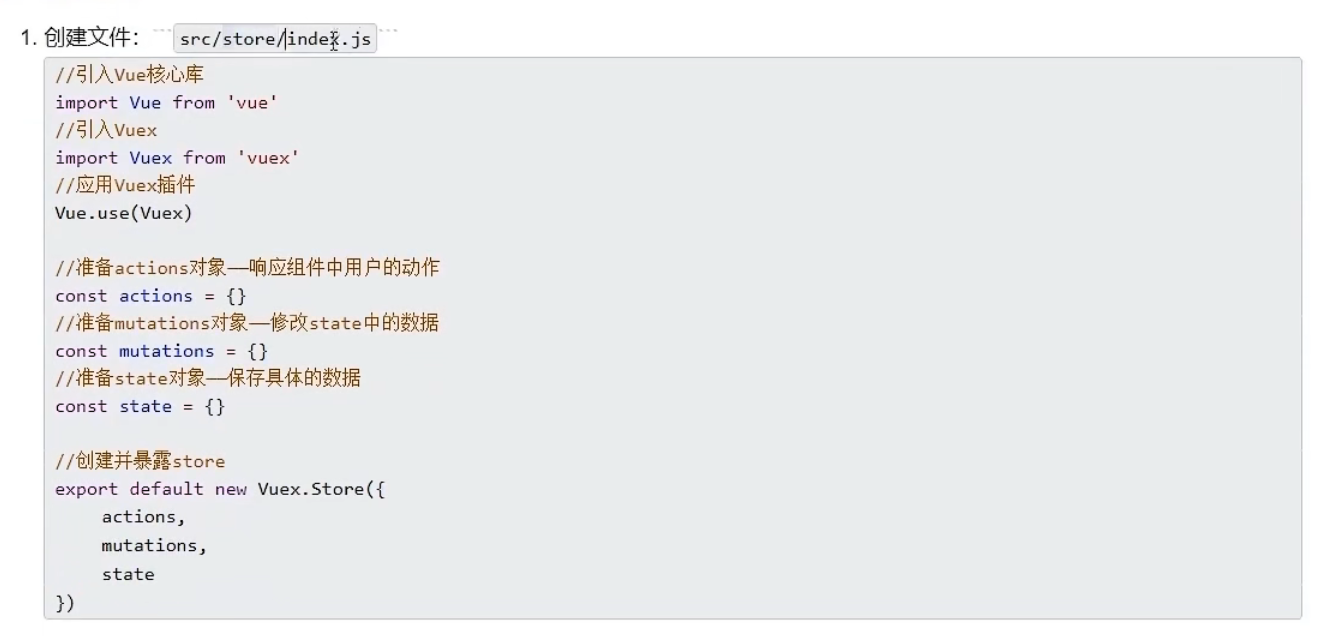 1. 创建文件： ```src/store/index.js```
//引入Vue核心库
import Vue from 'vue'
//引入Vuex
import Vuex from 'vuex'
//应用Vuex插件
Vue.use(Vuex)
//准备actions对象——响应组件中用户的动作
const actions = {}
//准备mutations对象——修改state中的数据
const mutations = {}
//准备state对象——保存具体的数据
const state = {}
//创建并暴露store
export default new Vuex.Store({
actions,
mutations,
state
})